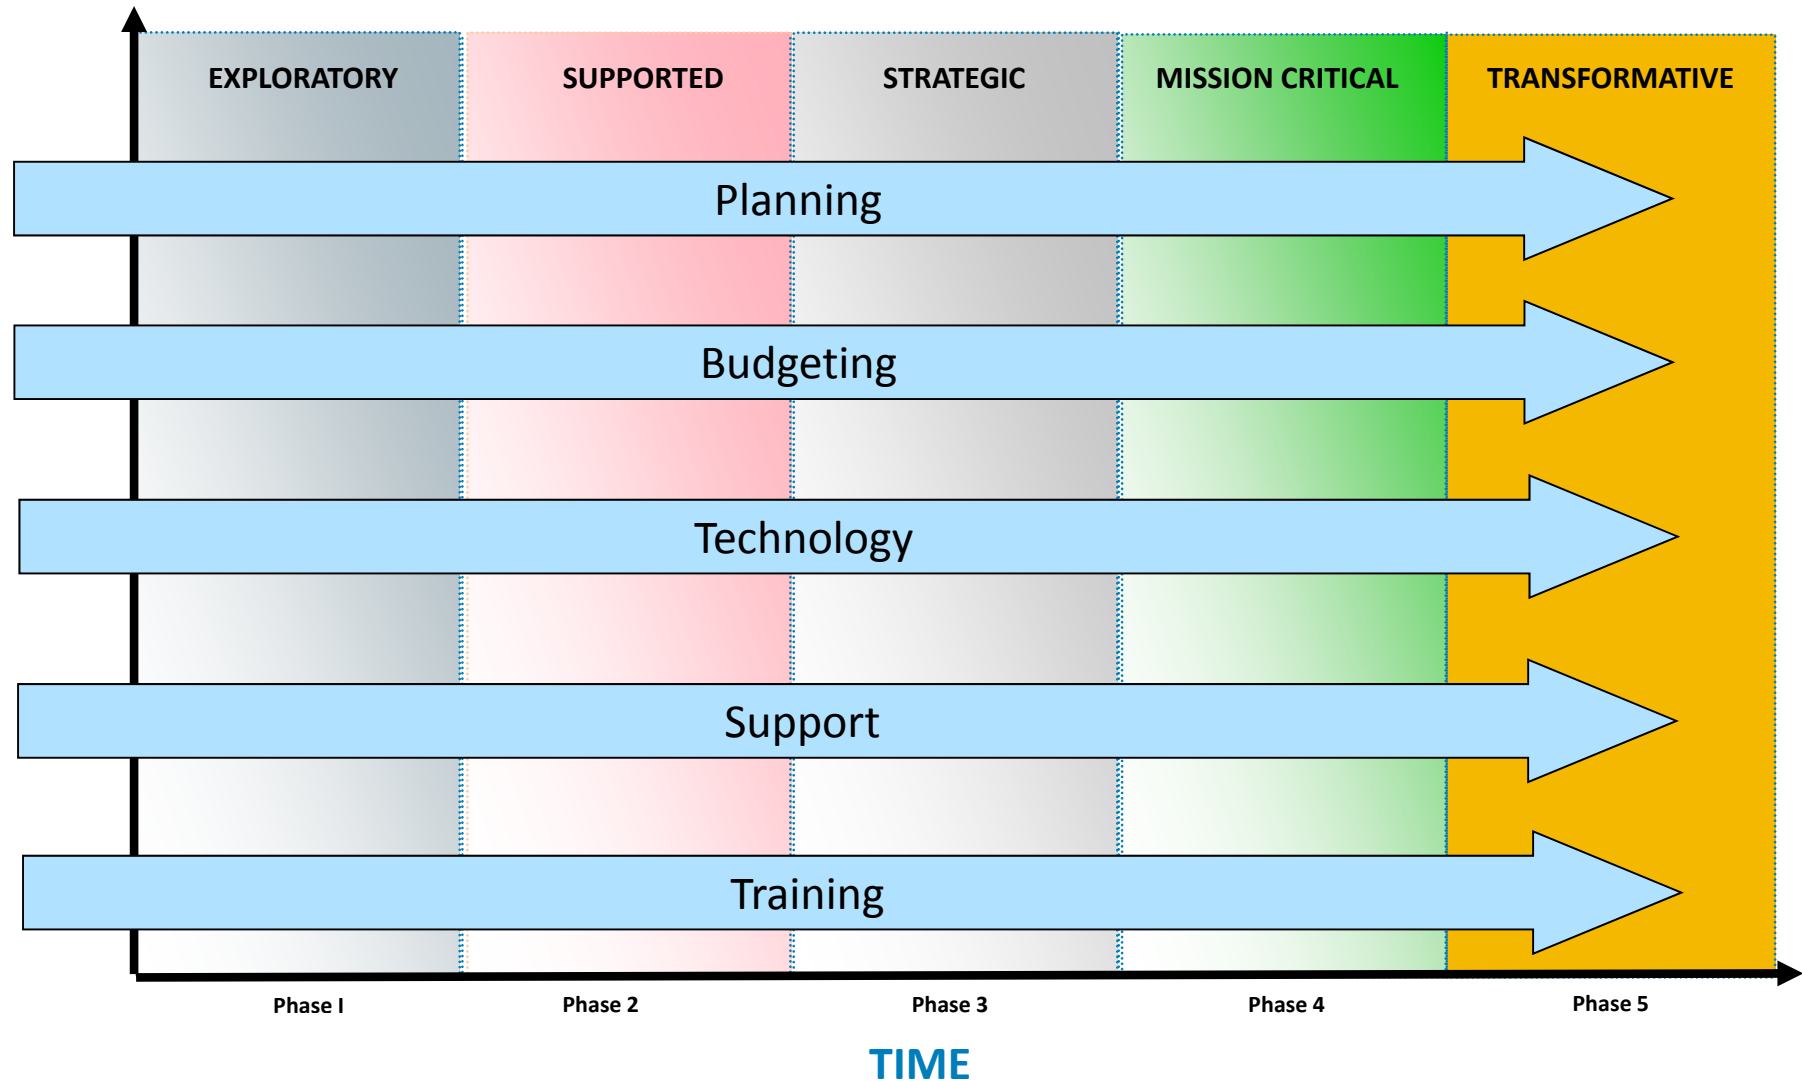 EXPLORATORY
SUPPORTED
STRATEGIC
MISSION CRITICAL
TRANSFORMATIVE
Planning
Budgeting
Technology
Support
Training
Phase I
Phase 2
Phase 3
Phase 4
Phase 5
TIME